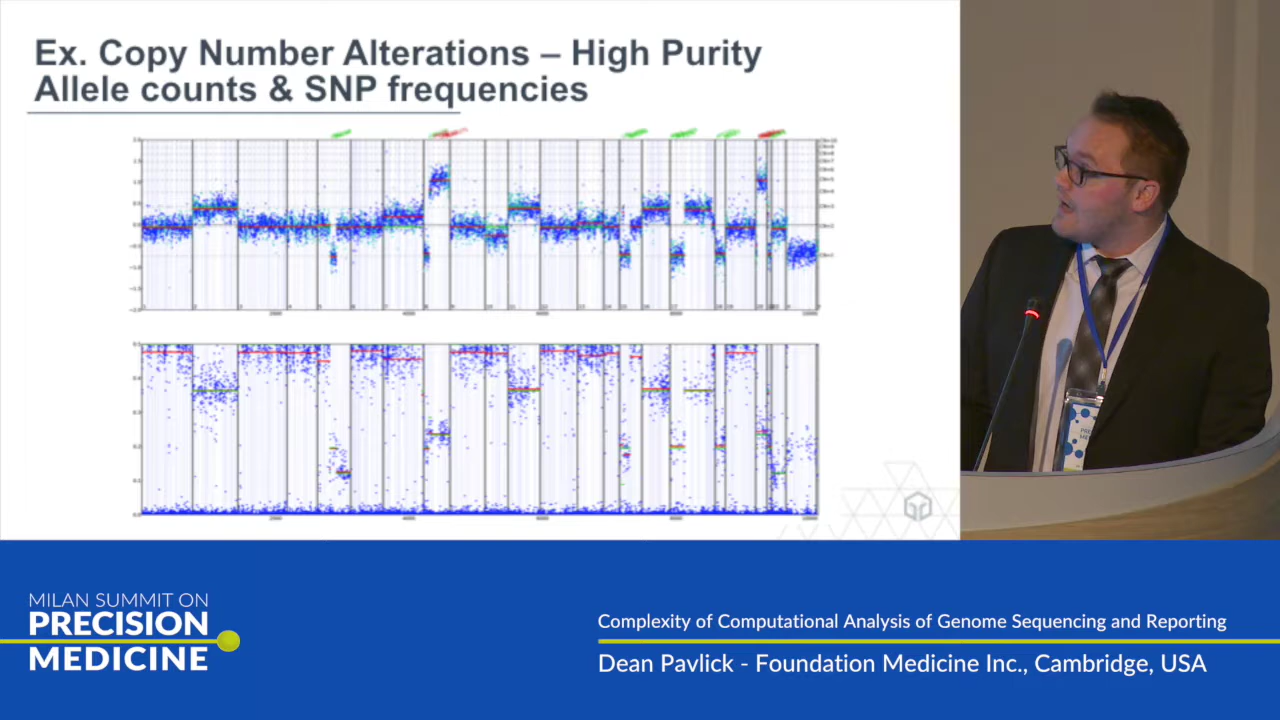 Ex. Copy Number Alterations – High Purity
Allele counts & SNP frequencies
MILAN SUMMIT ON
PRECISION
MEDICINE
Complexity of Computational Analysis of Genome Sequencing and Reporting
Dean Pavlick - Foundation Medicine Inc., Cambridge, USA